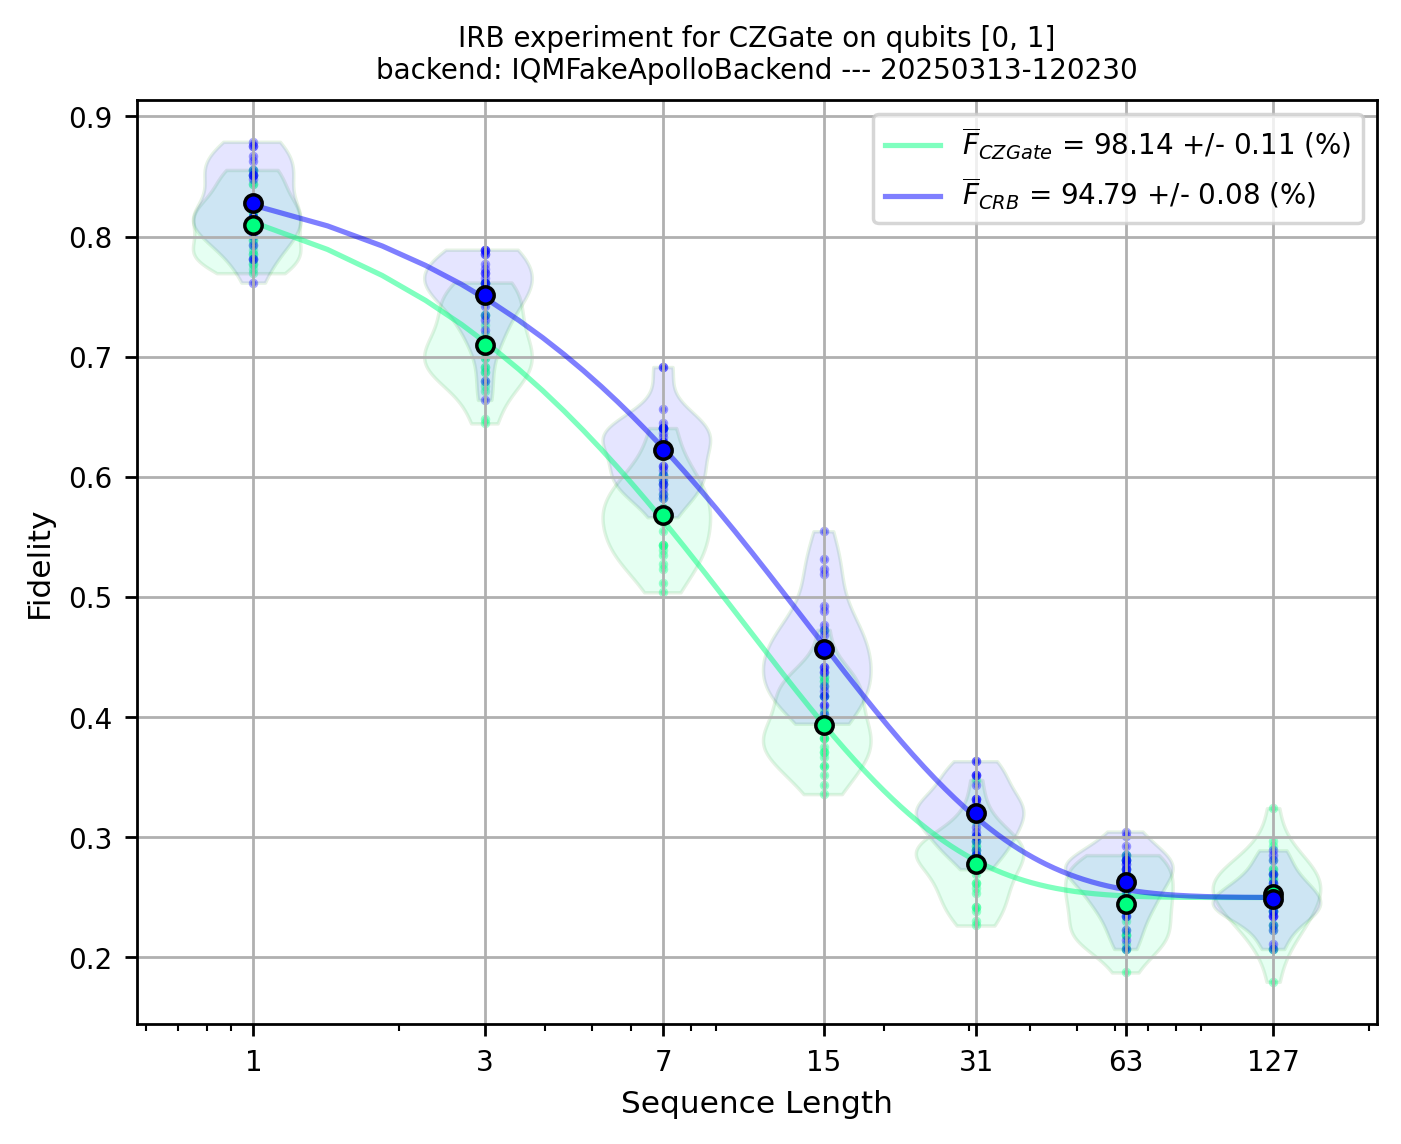 IRB experiment for CZGate on qubits [0, 1]
backend: IQMFakeApolloBackend --- 20250313-120230
F̅_CZGate = 98.14 +/- 0.11 (%)
F̅_CRB = 94.79 +/- 0.08 (%)
Fidelity
0.9
0.8
0.7
0.6
0.5
0.4
0.3
0.2
1 3 7 15 31 63 127
Sequence Length